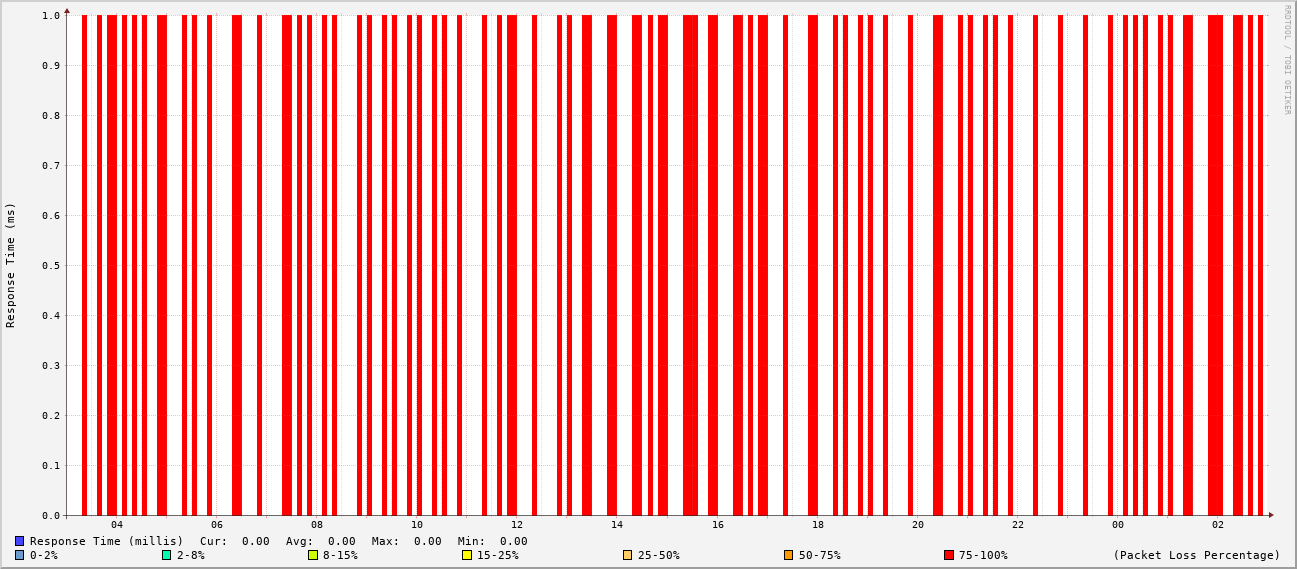 RRDTOOL / TOBI OETIKER
Response Time (ms)
1.0
0.9
0.8
0.7
0.6
0.5
0.4
0.3
0.2
0.1
0.0
04 06 08 10 12 14 16 18 20 22 00 02
Response Time (millis) Cur: 0.00 Avg: 0.00 Max: 0.00 Min: 0.00
0-2% 2-8% 8-15% 15-25% 25-50% 50-75% 75-100% (Packet Loss Percentage)